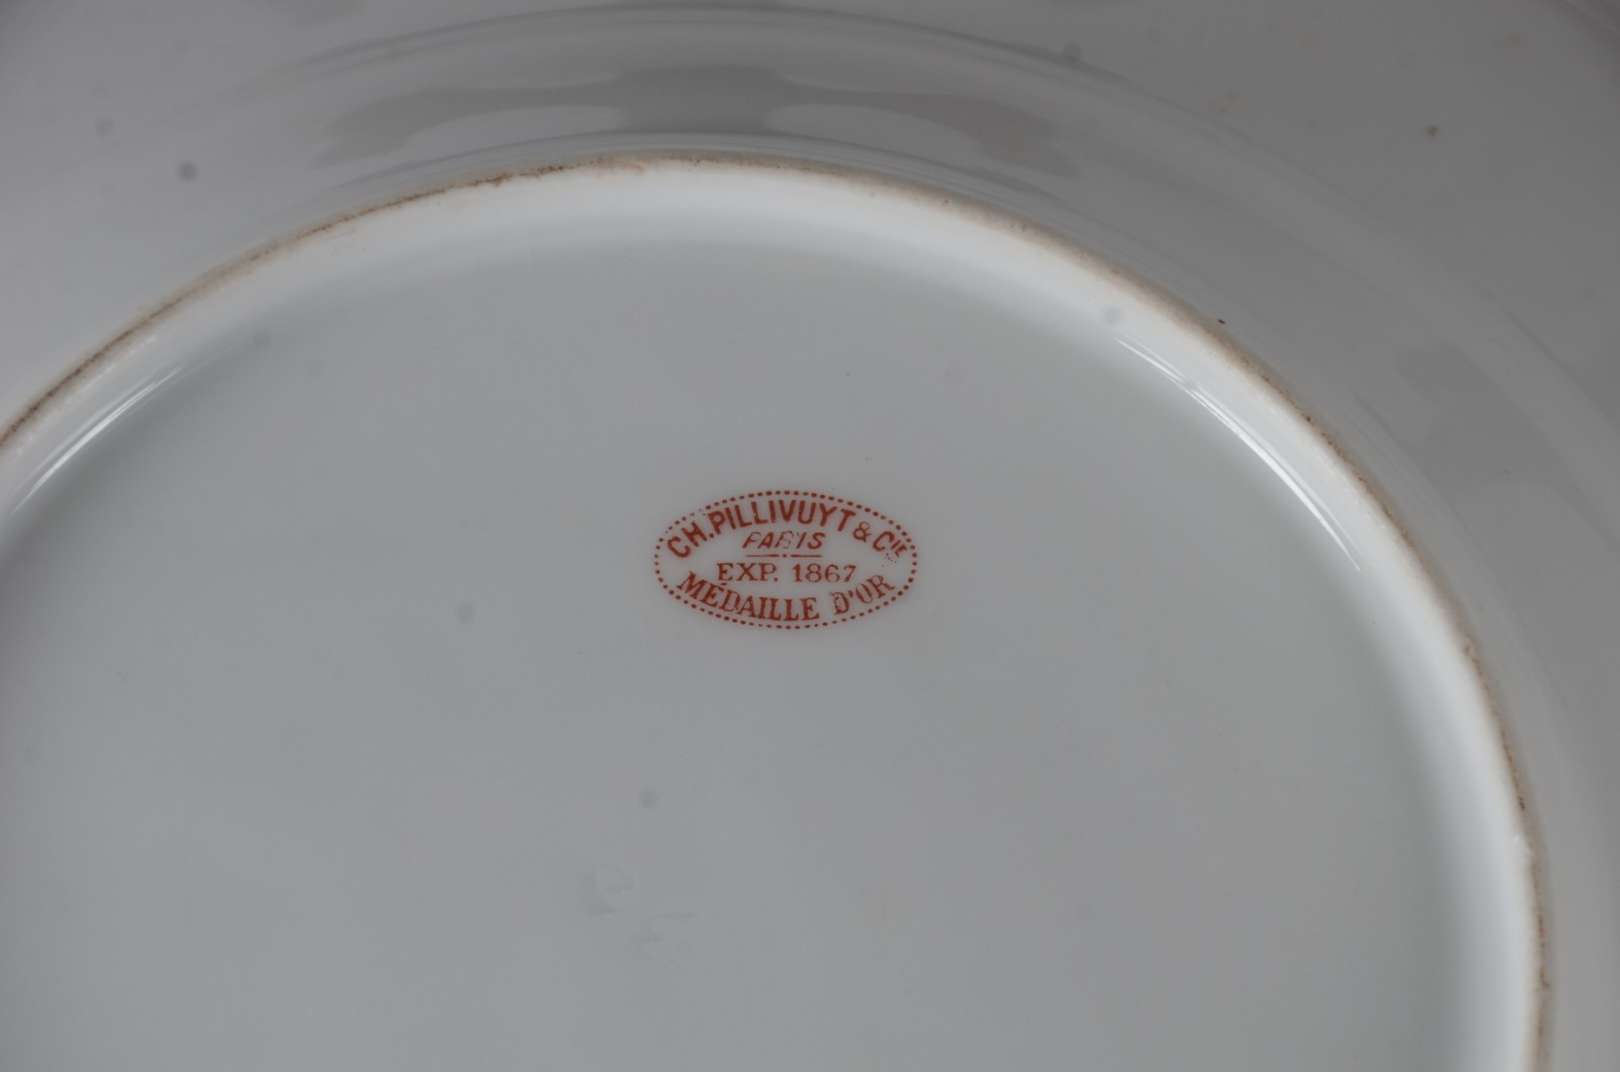 CH. PILLIVUYT & CIE
PARIS
EXP. 1867
MÉDAILLE D'OR